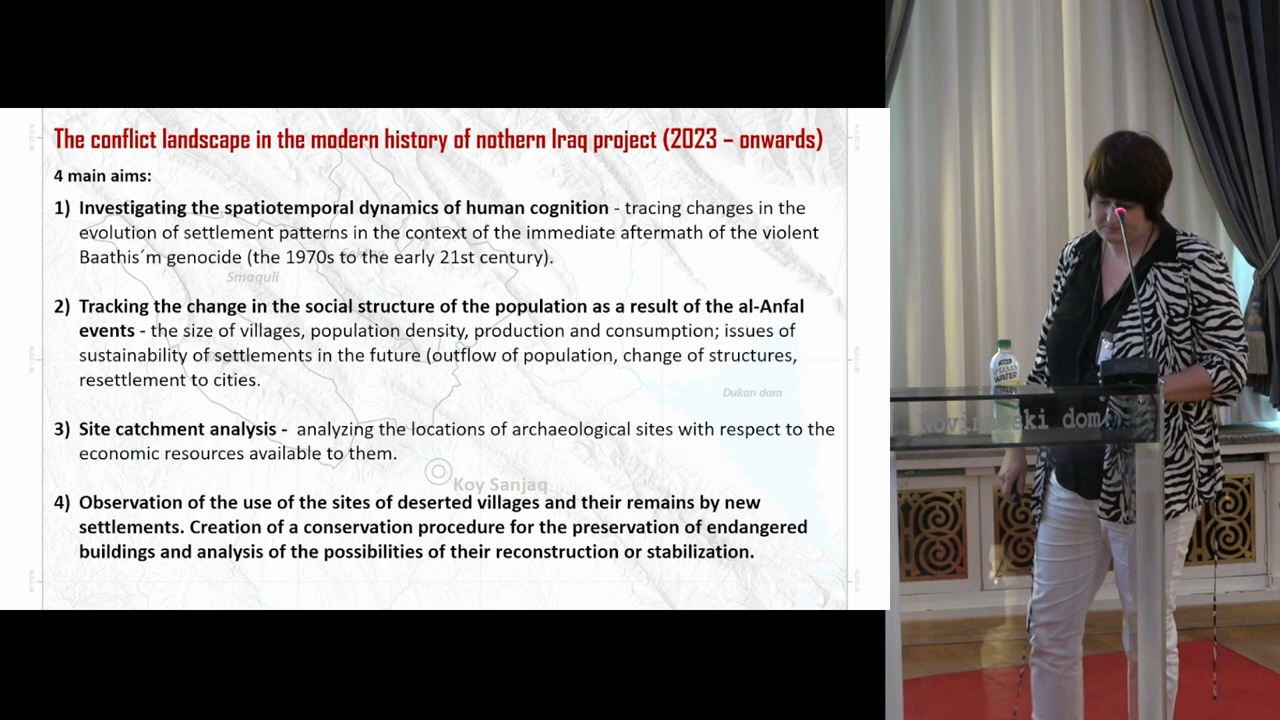 The conflict landscape in the modern history of nothern Iraq project (2023 – onwards)
4 main aims:
1) Investigating the spatiotemporal dynamics of human cognition - tracing changes in the
evolution of settlement patterns in the context of the immediate aftermath of the violent
Baathis´m genocide (the 1970s to the early 21st century).
Smaquli
2) Tracking the change in the social structure of the population as a result of the al-Anfal
events - the size of villages, population density, production and consumption; issues of
sustainability of settlements in the future (outflow of population, change of structures,
resettlement to cities.
Dukan dam
3) Site catchment analysis - analyzing the locations of archaeological sites with respect to the
economic resources available to them.
Koy Sanjaq
4) Observation of the use of the sites of deserted villages and their remains by new
settlements. Creation of a conservation procedure for the preservation of endangered
buildings and analysis of the possibilities of their reconstruction or stabilization.
WATER
Novinarski dom